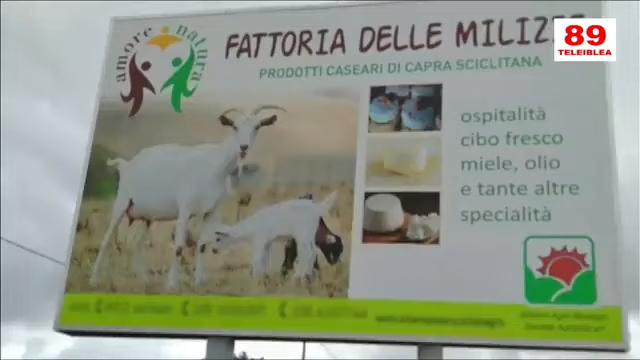 89
TELEIBLEA
amore natura
FATTORIA DELLE MILIZIE
PRODOTTI CASEARI DI CAPRA SCICLITANA
ospitalità
cibo fresco
miele, olio
e tante altre
specialità